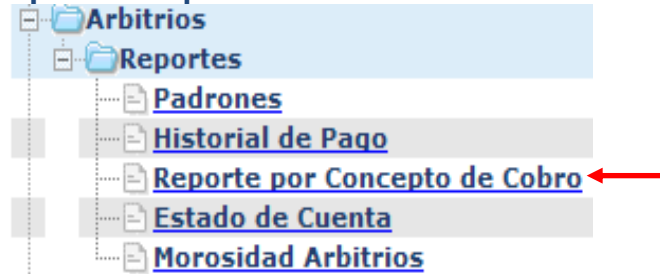 Arbitrios
Reportes
Padrones
Historial de Pago
Reporte por Concepto de Cobro
Estado de Cuenta
Morosidad Arbitrios